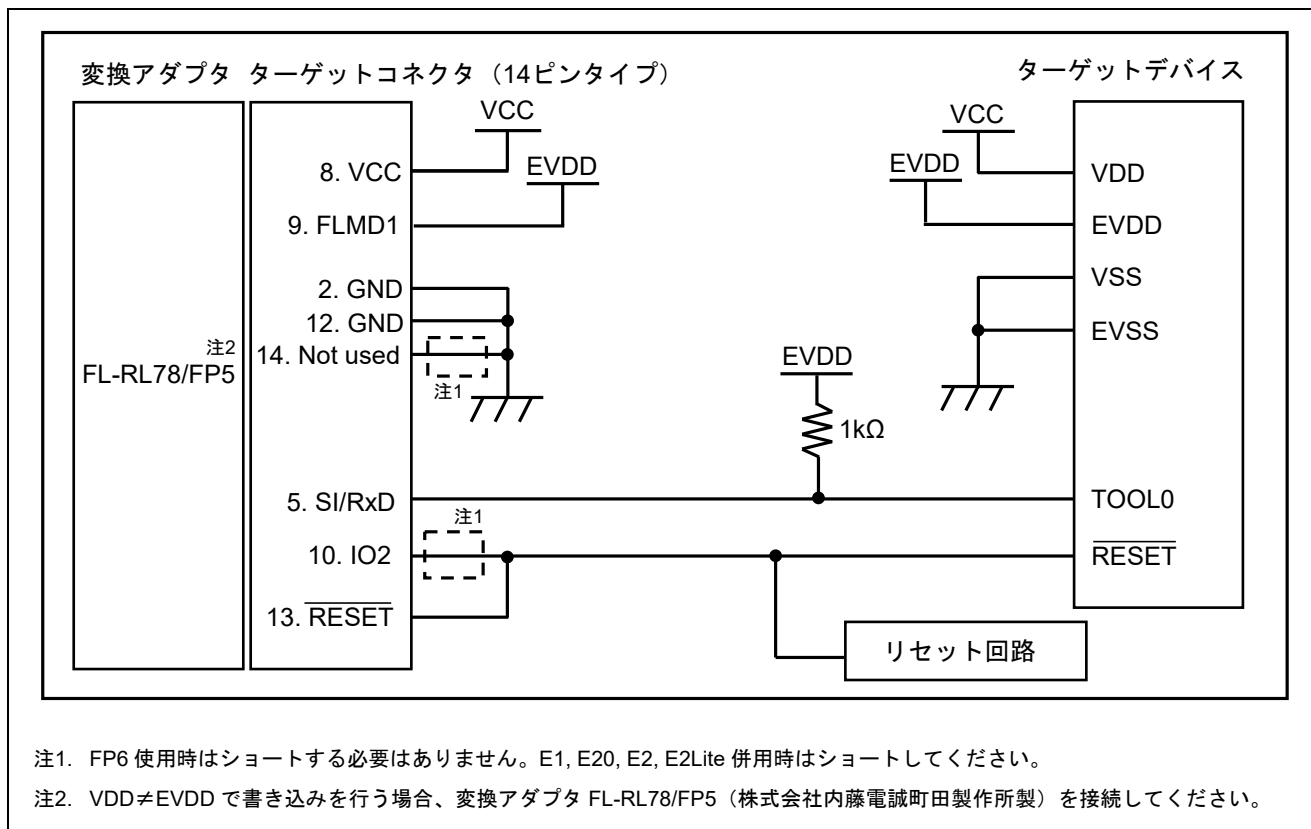 変換アダプタ ターゲットコネクタ（14ピンタイプ）
ターゲットデバイス
VCC
VCC
8. VCC
EVDD
EVDD
VDD
9. FLMD1
EVDD
2. GND
VSS
12. GND
EVSS
注2
14. Not used
FL-RL78/FP5
注1
EVDD
1kΩ
5. SI/RxD
TOOL0
注1
10. IO2
RESET
13. RESET
リセット回路
注1. FP6 使用時はショートする必要はありません。E1, E20, E2, E2Lite 併用時はショートしてください。
注2. VDD≠EVDD で書き込みを行う場合、変換アダプタ FL-RL78/FP5（株式会社内藤電誠町田製作所製）を接続してください。